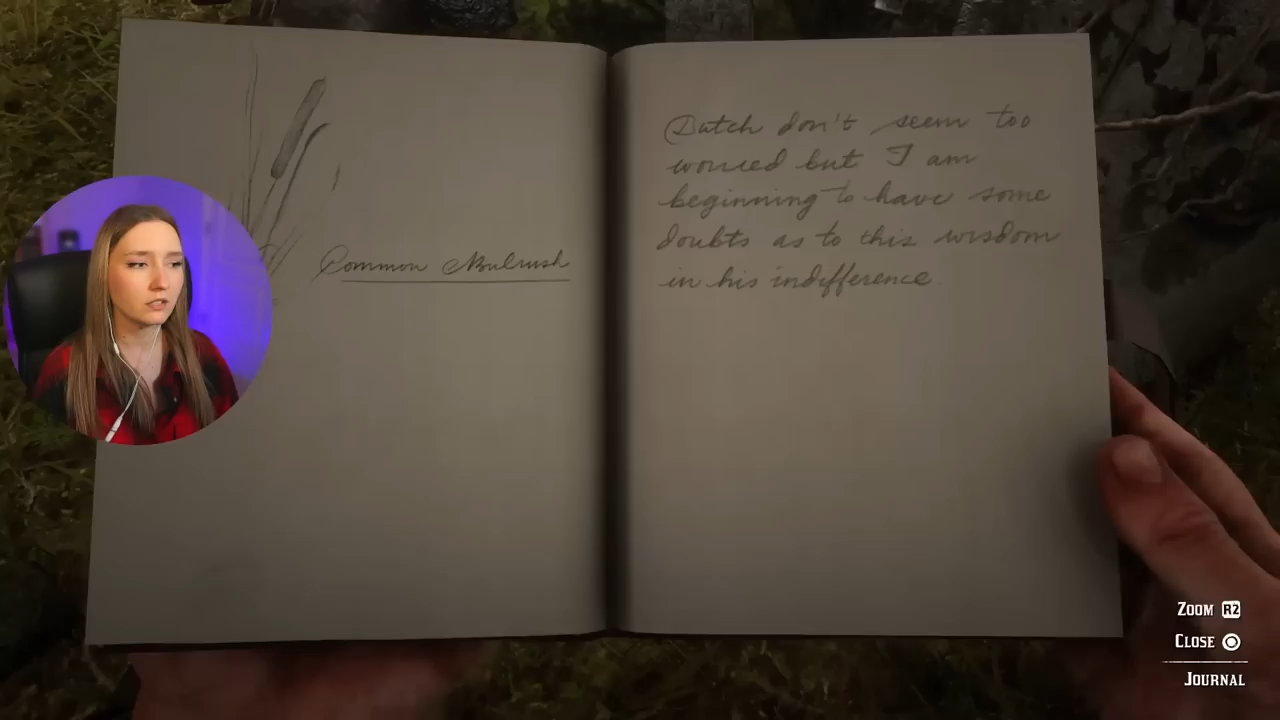 Common Bulrush
Dutch don't seem too
worried but I am
beginning to have some
doubts as to this wisdom
in his indifference.
ZOOM R2
CLOSE
JOURNAL